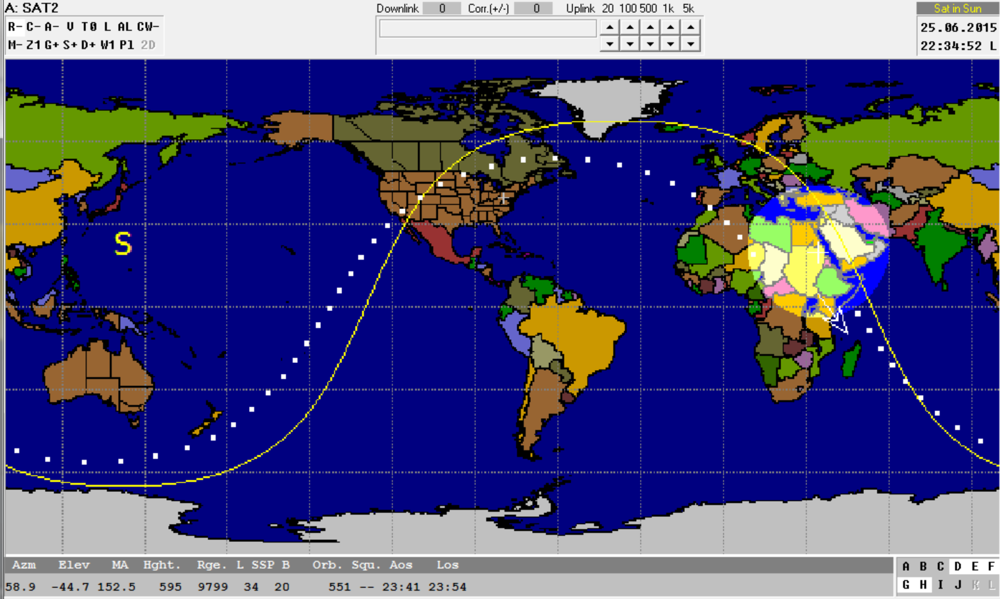 A: SAT2
Downlink 0 Corr.(+/-) 0 Uplink 20 100 500 1k 5k
Sat in Sun
R- C- A- V T0 L AL CW-
M- Z1 G+ S+ D+ W1 Pl 2D
25.06.2015
22:34:52 L
S
Azm Elev MA Hght. Rge. L SSP B Orb. Squ. Aos Los
58.9 -44.7 152.5 595 9799 34 20 551 -- 23:41 23:54
A B C D E F
G H I J K L